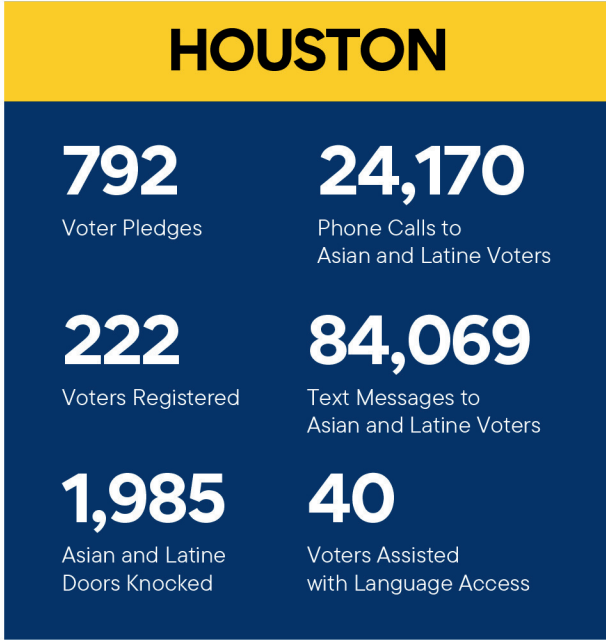 HOUSTON
792
Voter Pledges
24,170
Phone Calls to
Asian and Latine Voters
222
Voters Registered
84,069
Text Messages to
Asian and Latine Voters
1,985
Asian and Latine
Doors Knocked
40
Voters Assisted
with Language Access